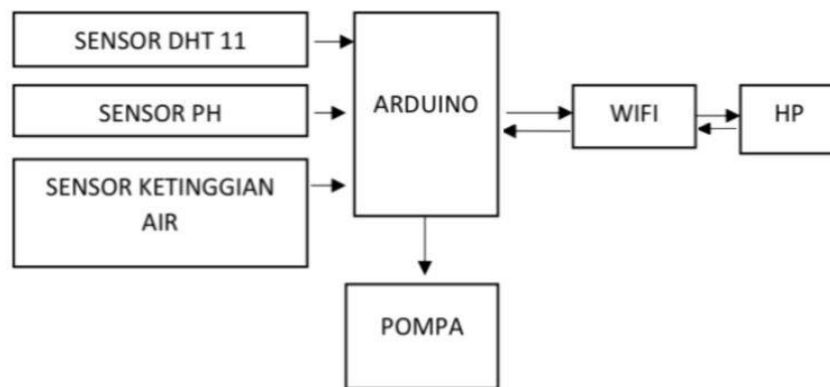 SENSOR DHT 11
SENSOR PH
SENSOR KETINGGIAN
AIR
ARDUINO
WIFI
HP
POMPA